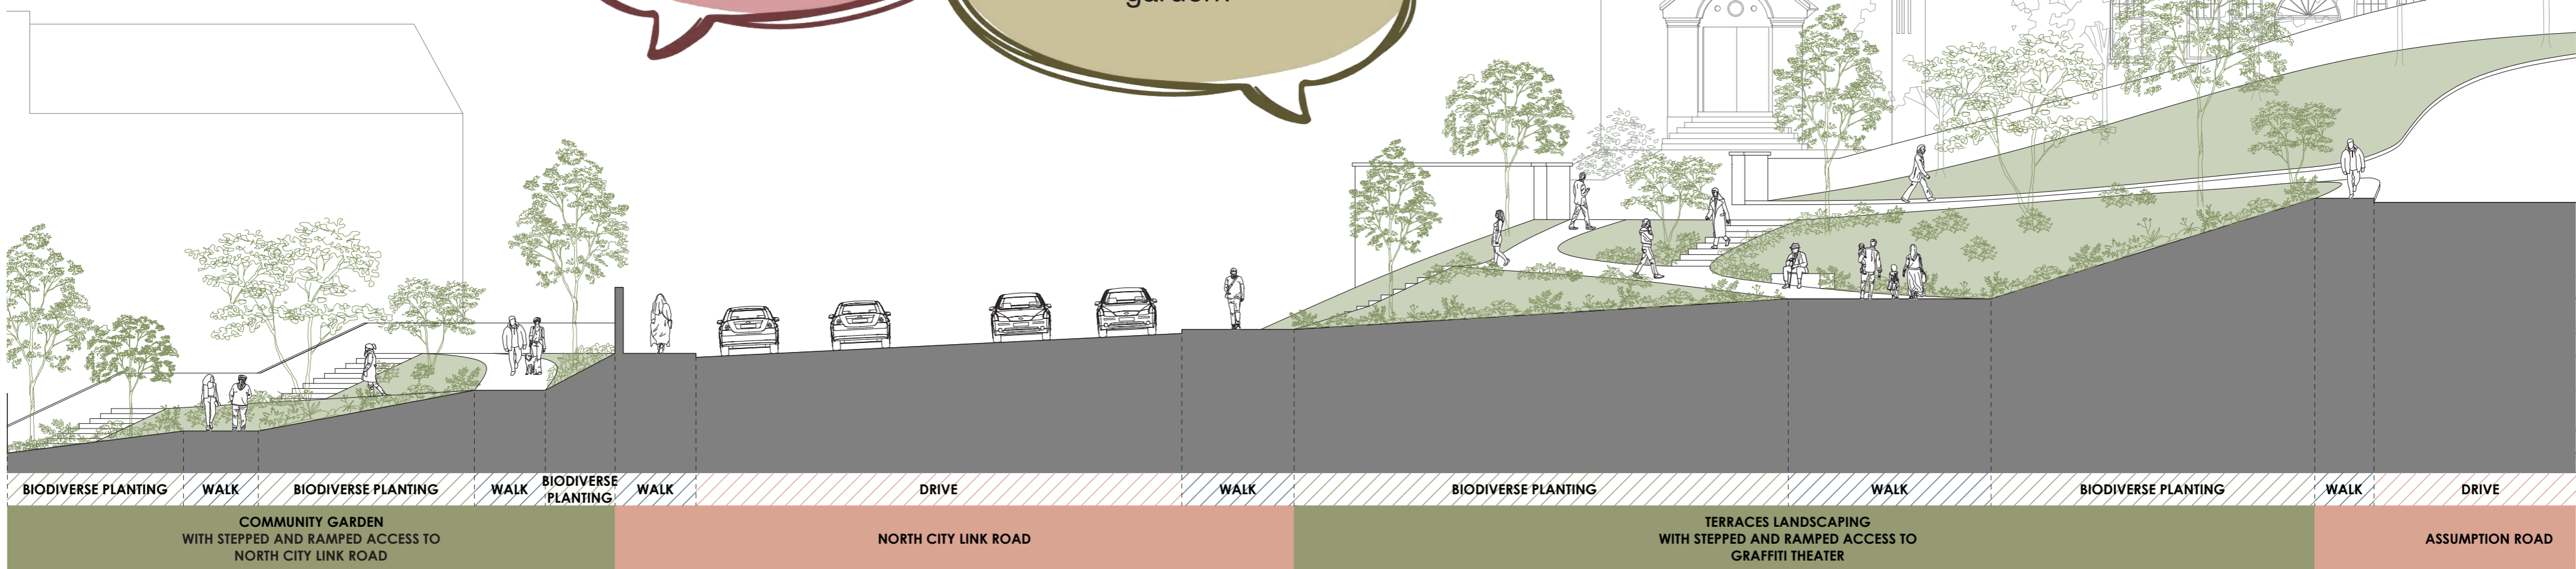 BIODIVERSE PLANTING
WALK
BIODIVERSE PLANTING
WALK
BIODIVERSE
PLANTING
WALK
DRIVE
WALK
BIODIVERSE PLANTING
WALK
BIODIVERSE PLANTING
WALK
DRIVE
COMMUNITY GARDEN
WITH STEPPED AND RAMPED ACCESS TO
NORTH CITY LINK ROAD
NORTH CITY LINK ROAD
TERRACES LANDSCAPING
WITH STEPPED AND RAMPED ACCESS TO
GRAFFITI THEATER
ASSUMPTION ROAD